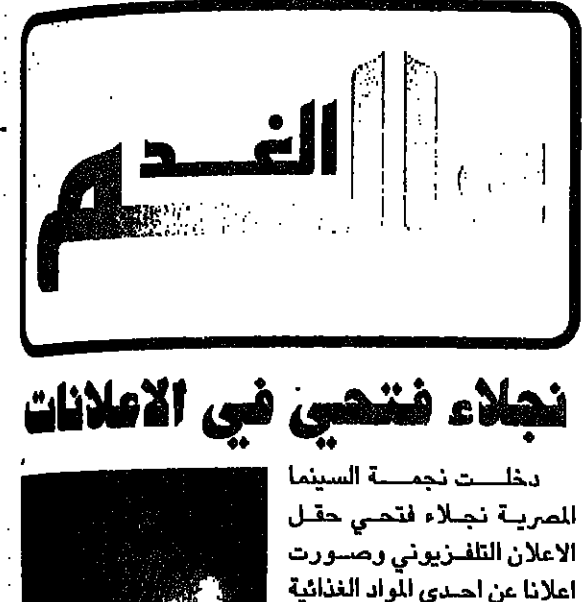 الغد
نجلاء فتحي في الاعلانات
دخلت نجمة السينما
المصرية نجلاء فتحي حقل
الاعلان التلفزيوني وصورت
اعلانا عن احدى المواد الغذائية